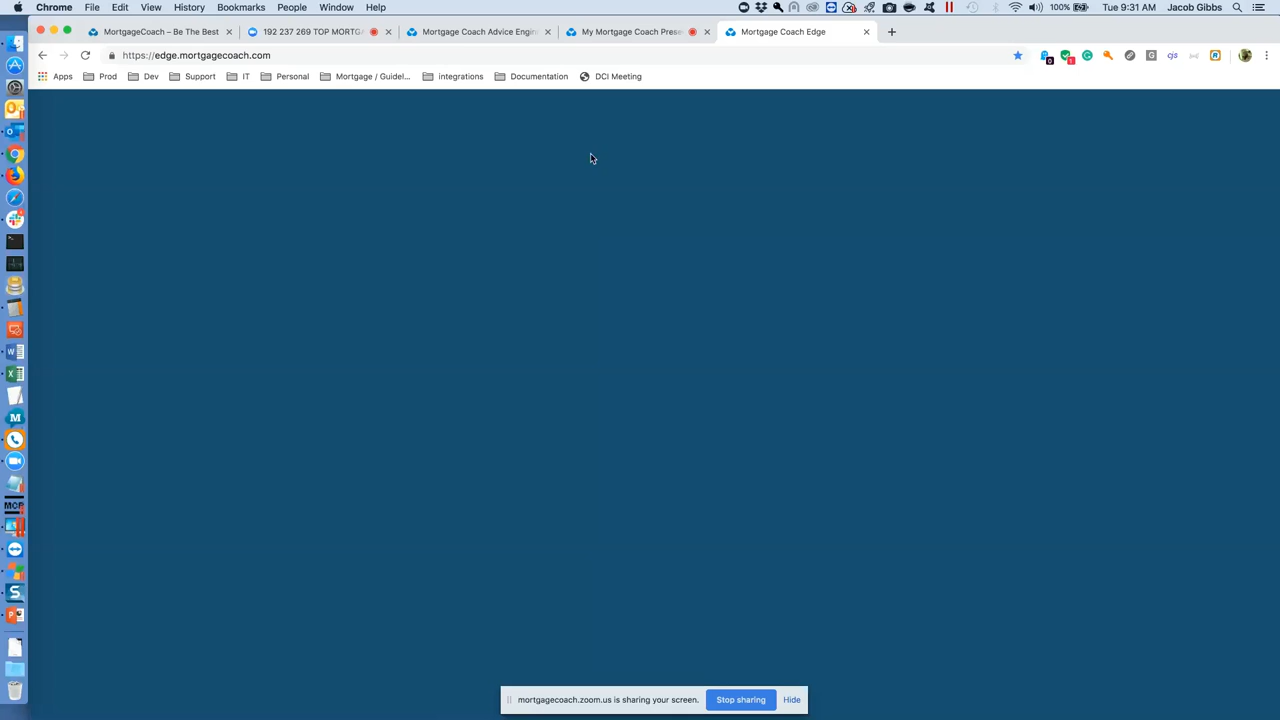 Chrome File Edit View History Bookmarks People Window Help 100% Tue 9:31 AM Jacob Gibbs
MortgageCoach – Be The Best
192 237 269 TOP MORTGA
Mortgage Coach Advice Engin
My Mortgage Coach Prese
Mortgage Coach Edge
https://edge.mortgagecoach.com
Apps Prod Dev Support IT Personal Mortgage / Guidel... integrations Documentation DCI Meeting
mortgagecoach.zoom.us is sharing your screen. Stop sharing Hide